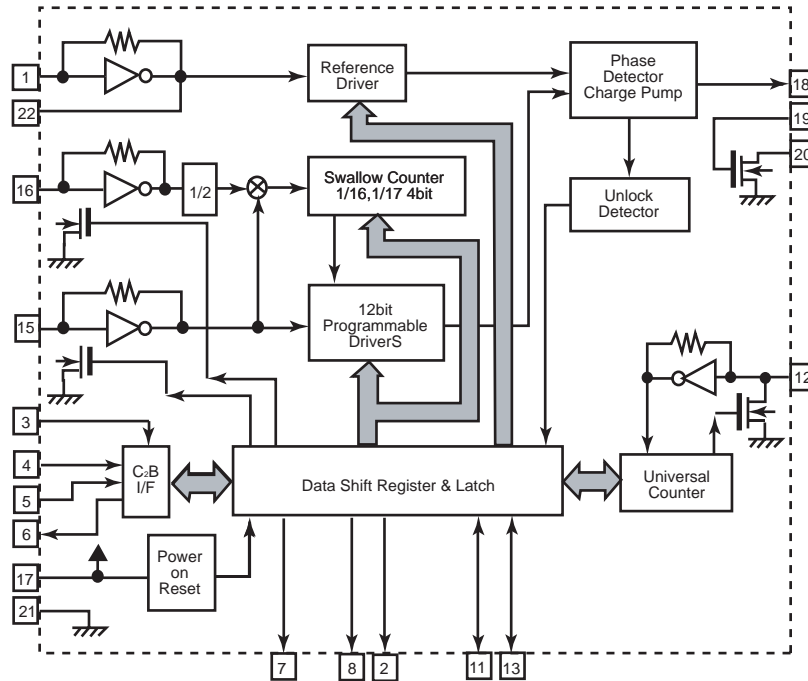 1
Reference
Driver
Phase
Detector
Charge Pump
18
22
19
20
16
1/2
Swallow Counter
1/16,1/17 4bit
Unlock
Detector
15
12bit
Programmable
DriverS
12
3
4
C2B
I/F
5
6
Data Shift Register & Latch
Universal
Counter
17
Power
on
Reset
21
7
8
2
11
13